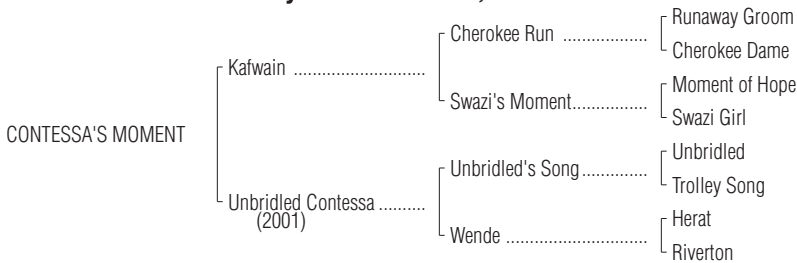 Runaway Groom
Cherokee Run ..................
Cherokee Dame
Kafwain ............................
Moment of Hope
Swazi's Moment................
Swazi Girl
CONTESSA'S MOMENT
Unbridled
Unbridled's Song..............
Trolley Song
Unbridled Contessa ..........
(2001)
Herat
Wende ..............................
Riverton